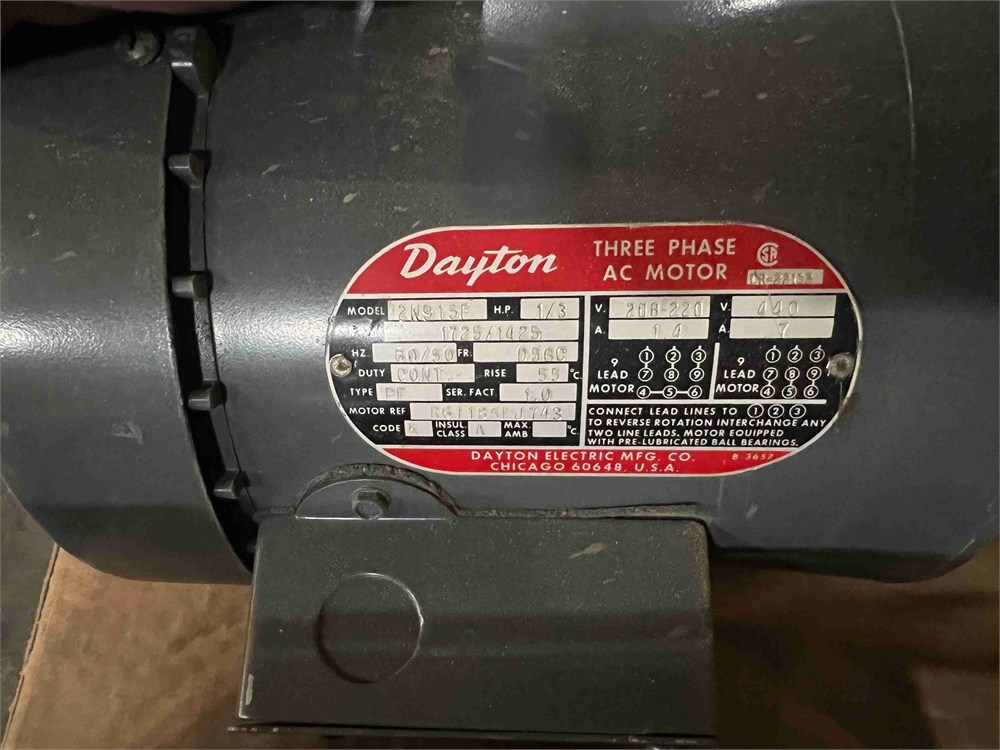 Dayton THREE PHASE
AC MOTOR SA
MODEL 2N915F H.P. 1/3 V. 208-220 V. 440
1725/1425 A. 1.4 A. .7
HZ. 60/50 FR. D56C
DUTY CONT RISE 55 °C.
TYPE PF SER. FACT. 1.0
MOTOR REF
CODE INSUL. CLASS A MAX. AMB °C.
9 LEAD MOTOR ① ② ③
⑦ ⑧ ⑨
④–⑤–⑥
9 LEAD MOTOR ① ② ③
⑦ ⑧ ⑨
④ ⑤ ⑥
CONNECT LEAD LINES TO ① ② ③
TO REVERSE ROTATION INTERCHANGE ANY
TWO LINE LEADS. MOTOR EQUIPPED
WITH PRE-LUBRICATED BALL BEARINGS.
DAYTON ELECTRIC MFG. CO. B 3657
CHICAGO 60648, U.S.A.